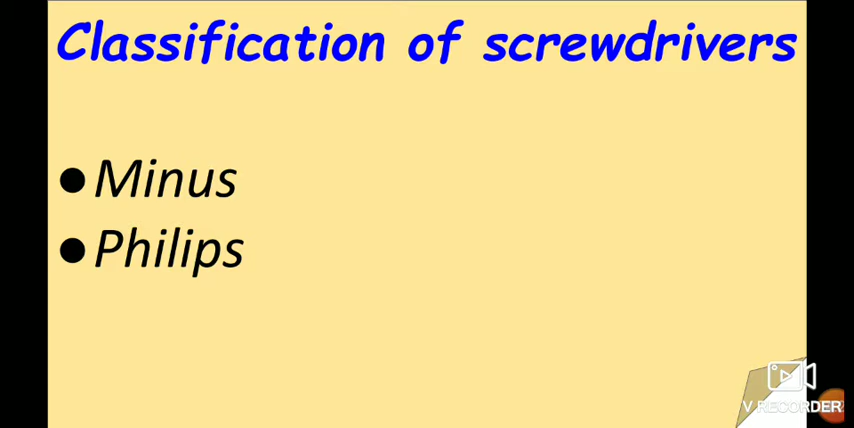 Classification of screwdrivers
● Minus
● Philips
V RECORDER